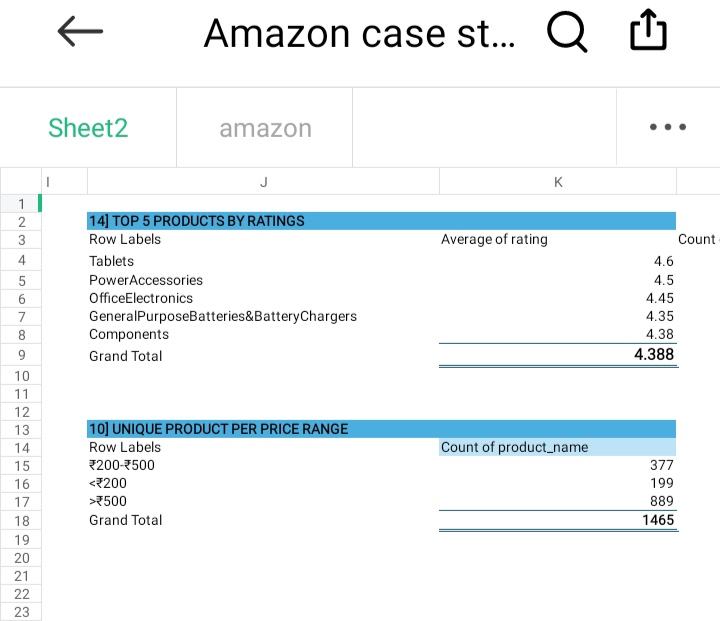 Amazon case st...
Sheet2 amazon
I J K
1
2 14] TOP 5 PRODUCTS BY RATINGS
3 Row Labels Average of rating Count
4 Tablets 4.6
5 PowerAccessories 4.5
6 OfficeElectronics 4.45
7 GeneralPurposeBatteries&BatteryChargers 4.35
8 Components 4.38
9 Grand Total 4.388
10
11
12
13 10] UNIQUE PRODUCT PER PRICE RANGE
14 Row Labels Count of product_name
15 ₹200-₹500 377
16 <₹200 199
17 >₹500 889
18 Grand Total 1465
19
20
21
22
23